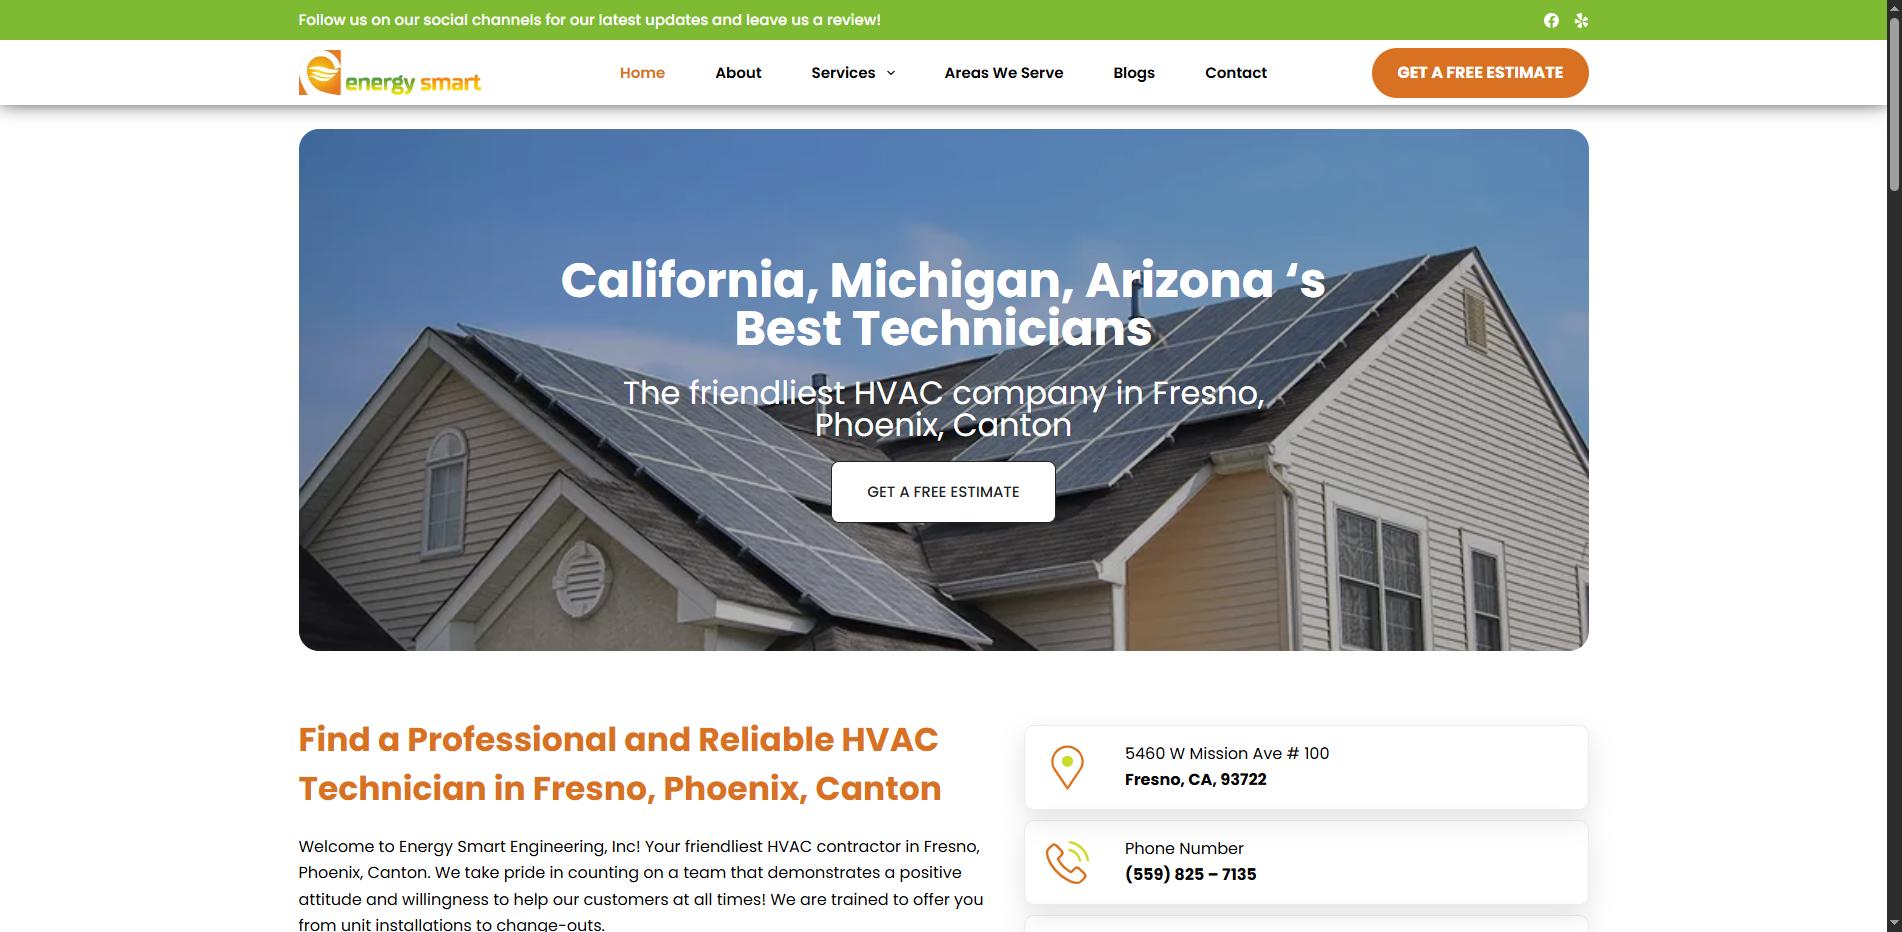 Follow us on our social channels for our latest updates and leave us a review!
energy smart
Home
About
Services
Areas We Serve
Blogs
Contact
GET A FREE ESTIMATE
California, Michigan, Arizona ‘s
Best Technicians
The friendliest HVAC company in Fresno,
Phoenix, Canton
GET A FREE ESTIMATE
Find a Professional and Reliable HVAC
Technician in Fresno, Phoenix, Canton
Welcome to Energy Smart Engineering, Inc! Your friendliest HVAC contractor in Fresno,
Phoenix, Canton. We take pride in counting on a team that demonstrates a positive
attitude and willingness to help our customers at all times! We are trained to offer you
from unit installations to change-outs.
5460 W Mission Ave # 100
Fresno, CA, 93722
Phone Number
(559) 825 – 7135